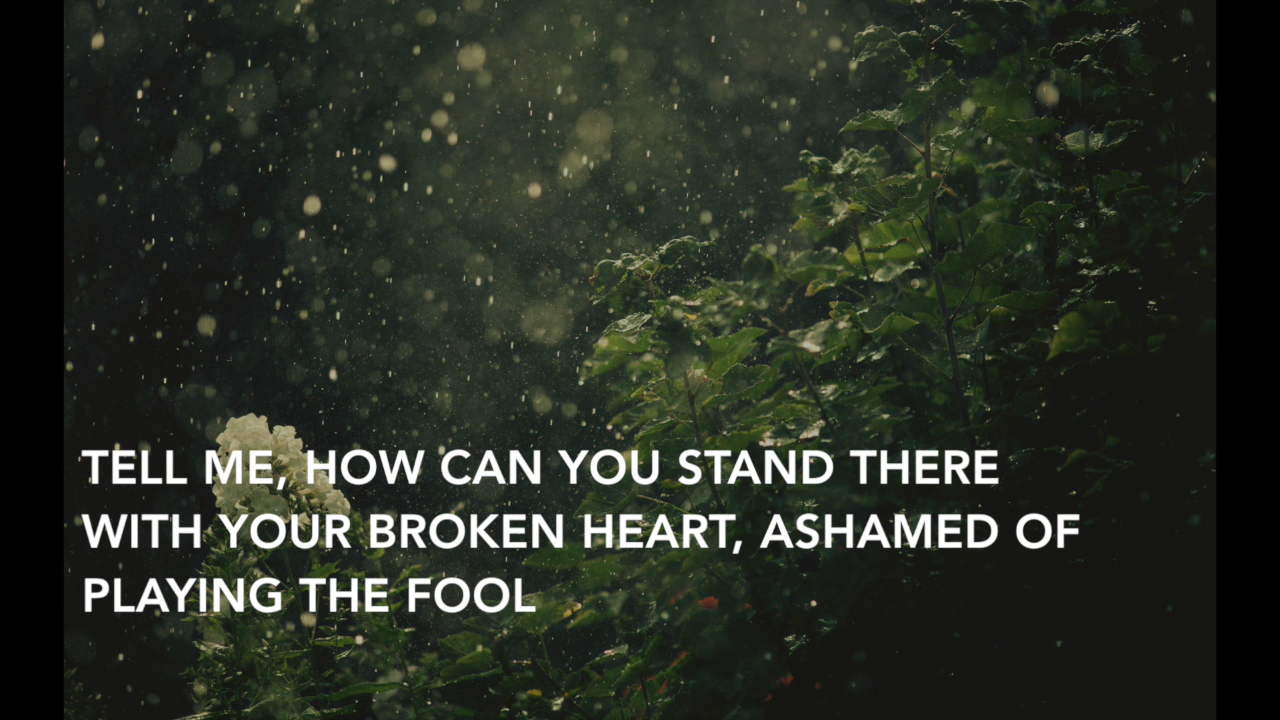 TELL ME, HOW CAN YOU STAND THERE
WITH YOUR BROKEN HEART, ASHAMED OF
PLAYING THE FOOL